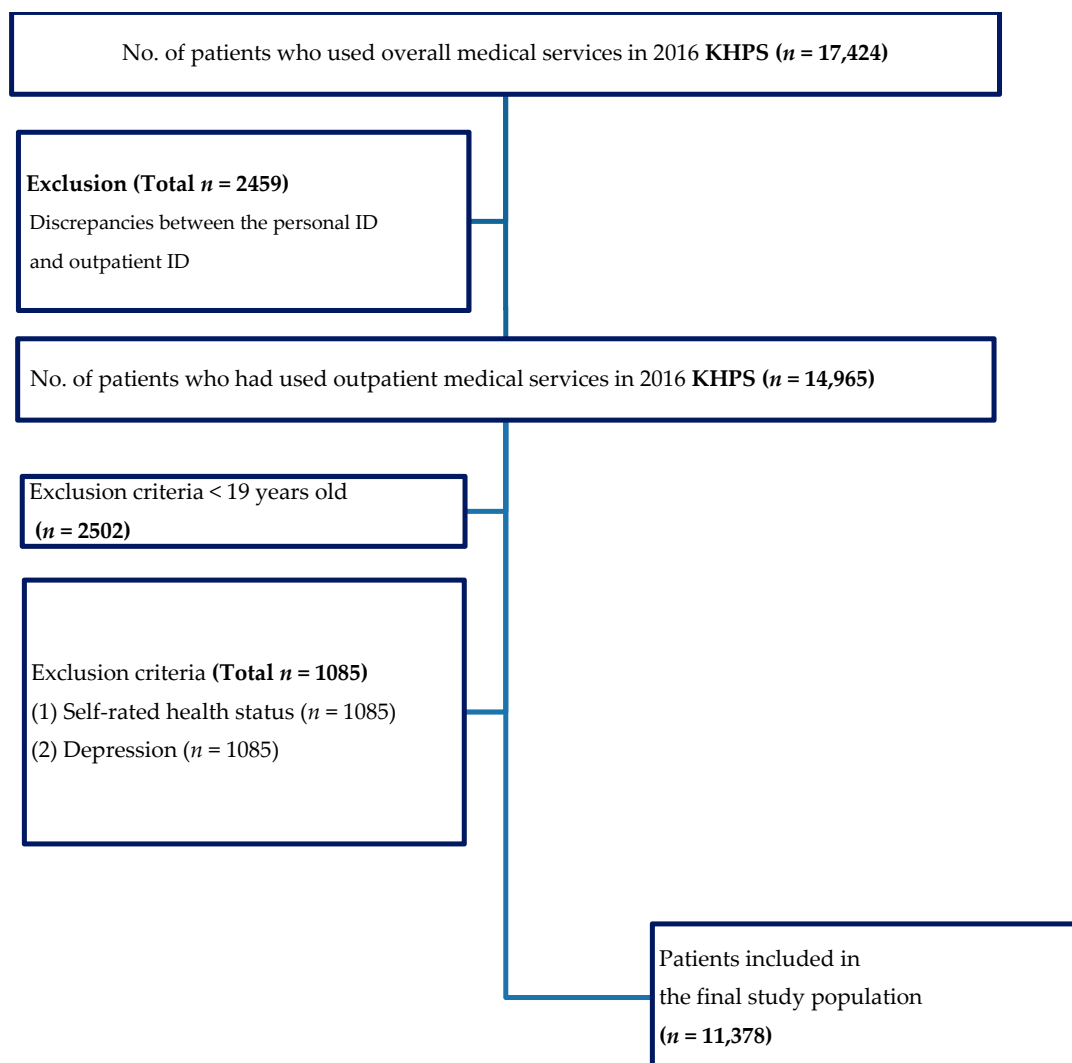 No. of patients who used overall medical services in 2016 KHPS (n = 17,424)
Exclusion (Total n = 2459)
Discrepancies between the personal ID
and outpatient ID
No. of patients who had used outpatient medical services in 2016 KHPS (n = 14,965)
Exclusion criteria < 19 years old
(n = 2502)
Exclusion criteria (Total n = 1085)
(1) Self-rated health status (n = 1085)
(2) Depression (n = 1085)
Patients included in
the final study population
(n = 11,378)